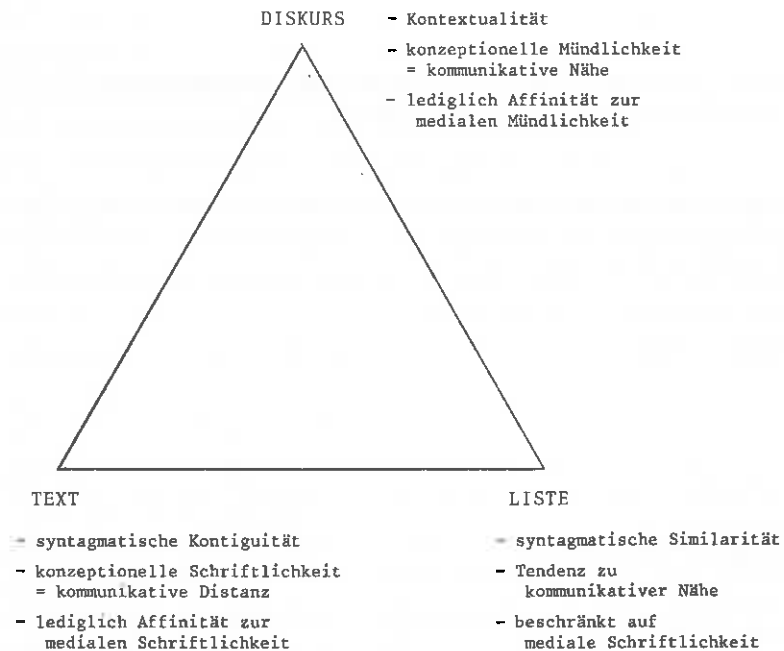 DISKURS
- Kontextualität
- konzeptionelle Mündlichkeit
= kommunikative Nähe
- lediglich Affinität zur
medialen Mündlichkeit
TEXT
- syntagmatische Kontiguität
- konzeptionelle Schriftlichkeit
= kommunikative Distanz
- lediglich Affinität zur
medialen Schriftlichkeit
LISTE
- syntagmatische Similarität
- Tendenz zu
kommunikativer Nähe
- beschränkt auf
mediale Schriftlichkeit